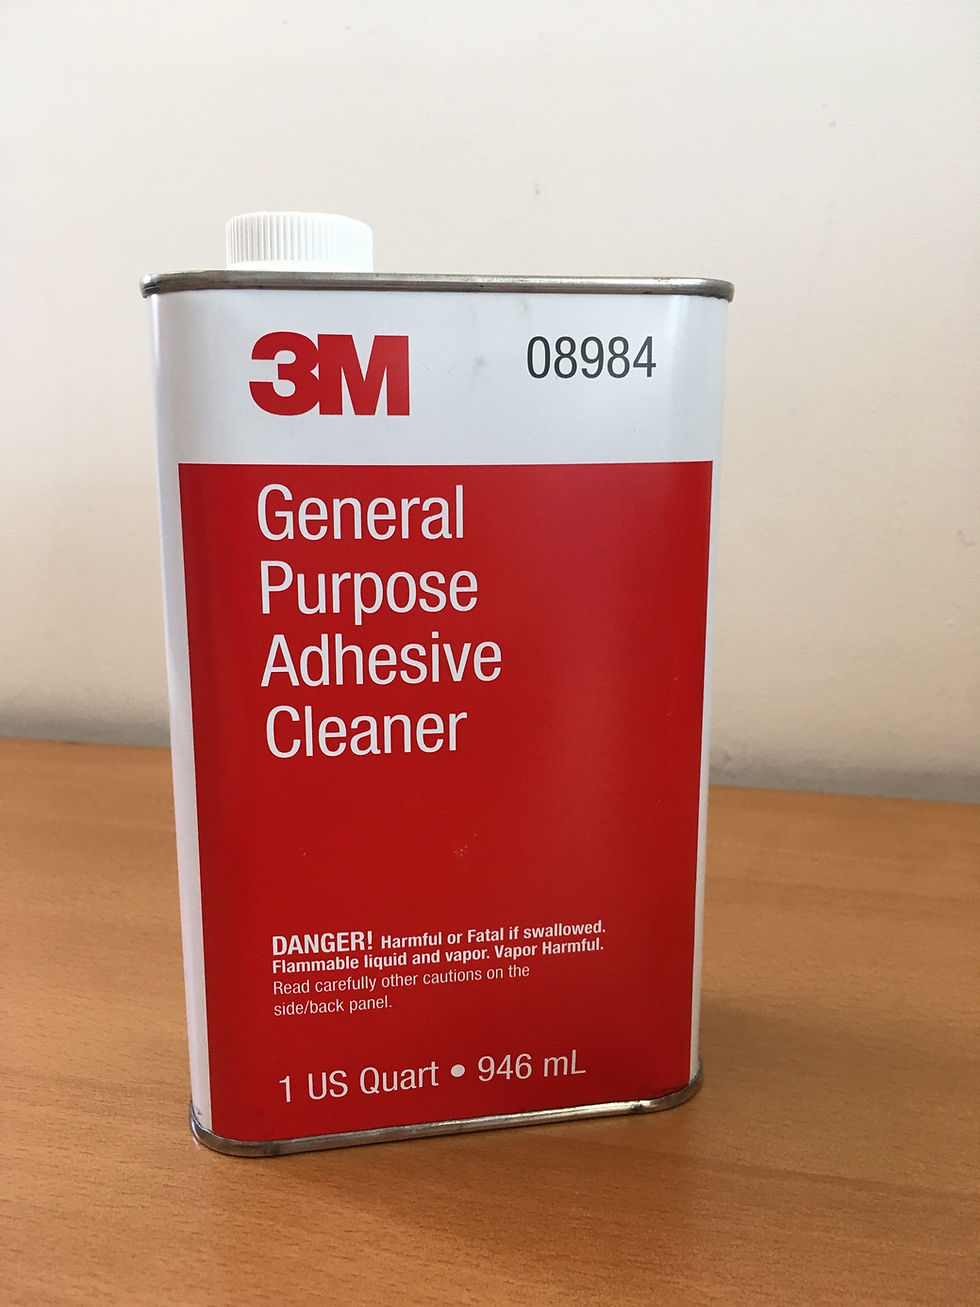 3M
08984
General
Purpose
Adhesive
Cleaner
DANGER! Harmful or Fatal if swallowed.
Flammable liquid and vapor. Vapor Harmful.
Read carefully other cautions on the
side/back panel.
1 US Quart • 946 mL